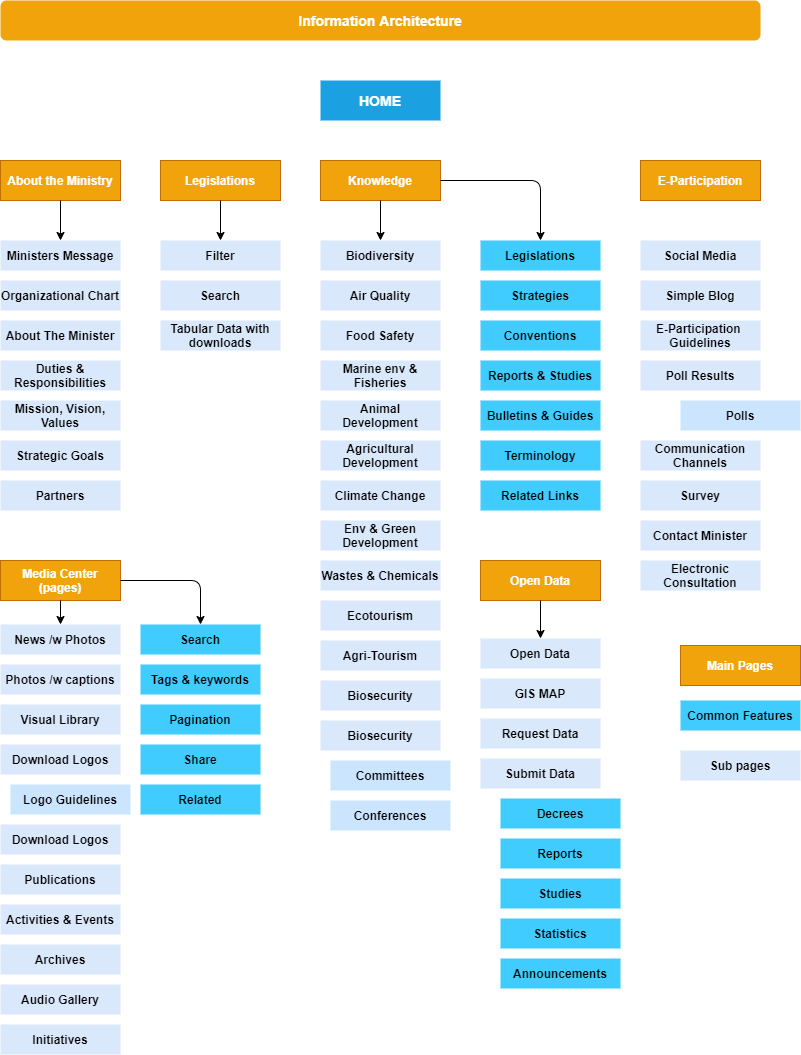 Information Architecture
HOME
About the Ministry
Ministers Message
Organizational Chart
About The Minister
Duties &
Responsibilities
Mission, Vision,
Values
Strategic Goals
Partners
Legislations
Filter
Search
Tabular Data with
downloads
Knowledge
Biodiversity
Air Quality
Food Safety
Marine env &
Fisheries
Animal
Development
Agricultural
Development
Climate Change
Env & Green
Development
Wastes & Chemicals
Ecotourism
Agri-Tourism
Biosecurity
Biosecurity
Committees
Conferences
Legislations
Strategies
Conventions
Reports & Studies
Bulletins & Guides
Terminology
Related Links
E-Participation
Social Media
Simple Blog
E-Participation
Guidelines
Poll Results
Polls
Communication
Channels
Survey
Contact Minister
Electronic
Consultation
Media Center
(pages)
News /w Photos
Photos /w captions
Visual Library
Download Logos
Logo Guidelines
Download Logos
Publications
Activities & Events
Archives
Audio Gallery
Initiatives
Search
Tags & keywords
Pagination
Share
Related
Open Data
Open Data
GIS MAP
Request Data
Submit Data
Decrees
Reports
Studies
Statistics
Announcements
Main Pages
Common Features
Sub pages